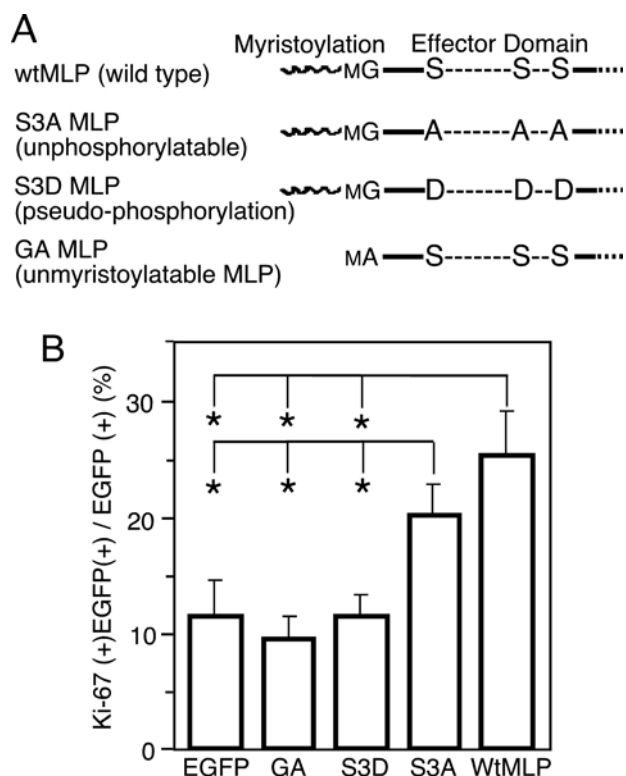 A
Myristoylation Effector Domain
wtMLP (wild type) MG S S S
S3A MLP MG A A A
(unphosphorylatable)
S3D MLP MG D D D
(pseudo-phosphorylation)
GA MLP MA S S S
(unmyristoylatable MLP)
B
Ki-67 (+)EGFP(+) / EGFP (+) (%)
30
* * *
* * *
20
10
0
EGFP GA S3D S3A WtMLP